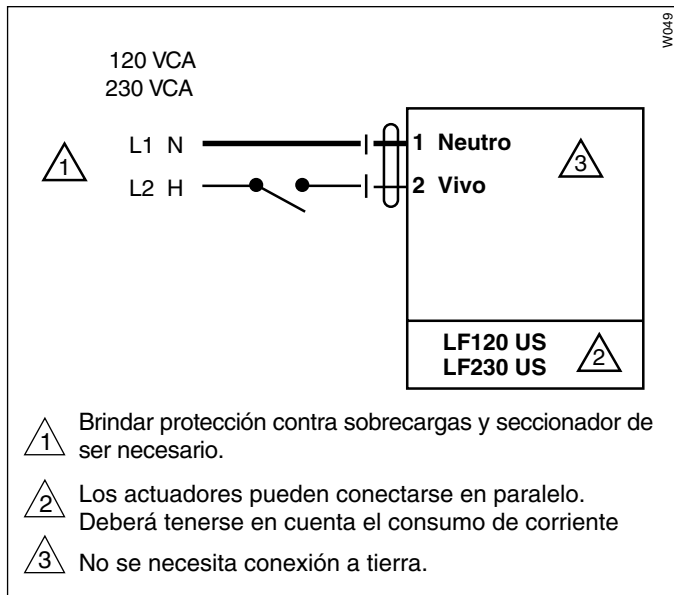 W049
120 VCA
230 VCA
1
L1 N
1 Neutro
3
L2 H
2 Vivo
LF120 US
LF230 US
2
1 Brindar protección contra sobrecargas y seccionador de
ser necesario.
2 Los actuadores pueden conectarse en paralelo.
Deberá tenerse en cuenta el consumo de corriente
3 No se necesita conexión a tierra.